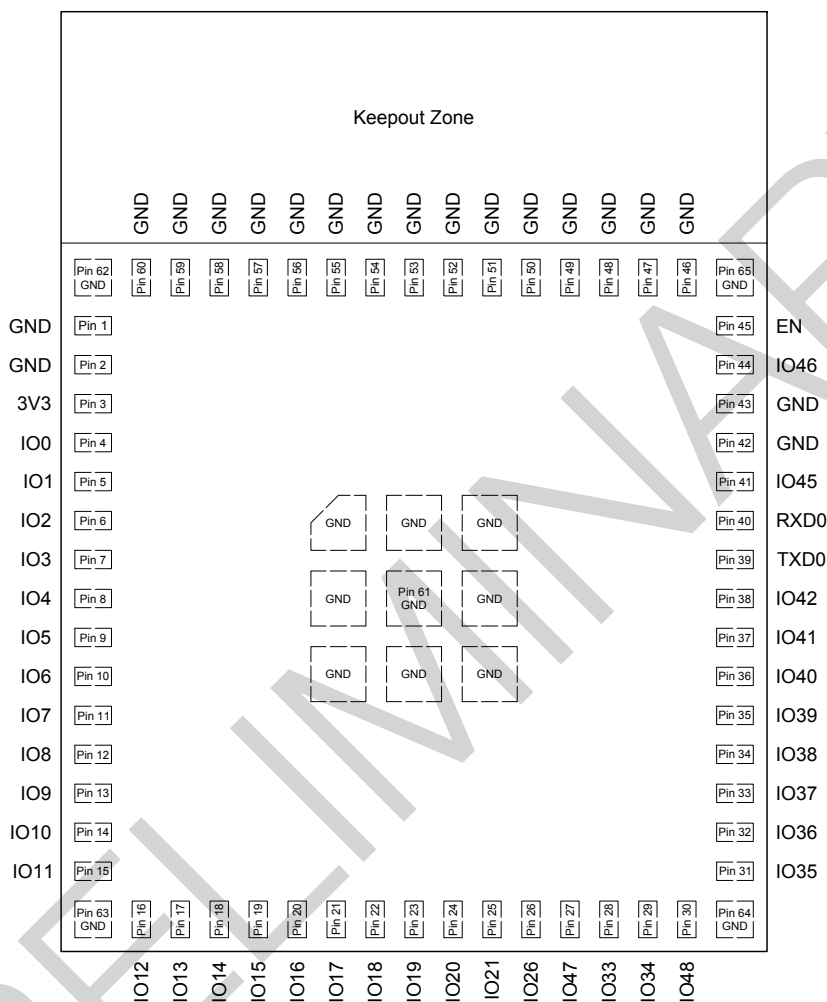 Keepout Zone
GND GND GND GND GND GND GND GND GND GND GND GND GND GND GND
Pin 62 GND Pin 60 Pin 59 Pin 58 Pin 57 Pin 56 Pin 55 Pin 54 Pin 53 Pin 52 Pin 51 Pin 50 Pin 49 Pin 48 Pin 47 Pin 46 Pin 65 GND
GND Pin 1 Pin 45 EN
GND Pin 2 Pin 44 IO46
3V3 Pin 3 Pin 43 GND
IO0 Pin 4 Pin 42 GND
IO1 Pin 5 Pin 41 IO45
IO2 Pin 6 GND GND GND Pin 40 RXD0
IO3 Pin 7 Pin 39 TXD0
IO4 Pin 8 GND Pin 61 GND GND Pin 38 IO42
IO5 Pin 9 Pin 37 IO41
IO6 Pin 10 GND GND GND Pin 36 IO40
IO7 Pin 11 Pin 35 IO39
IO8 Pin 12 Pin 34 IO38
IO9 Pin 13 Pin 33 IO37
IO10 Pin 14 Pin 32 IO36
IO11 Pin 15 Pin 31 IO35
Pin 63 GND Pin 16 Pin 17 Pin 18 Pin 19 Pin 20 Pin 21 Pin 22 Pin 23 Pin 24 Pin 25 Pin 26 Pin 27 Pin 28 Pin 29 Pin 30 Pin 64 GND
IO12 IO13 IO14 IO15 IO16 IO17 IO18 IO19 IO20 IO21 IO26 IO47 IO33 IO34 IO48